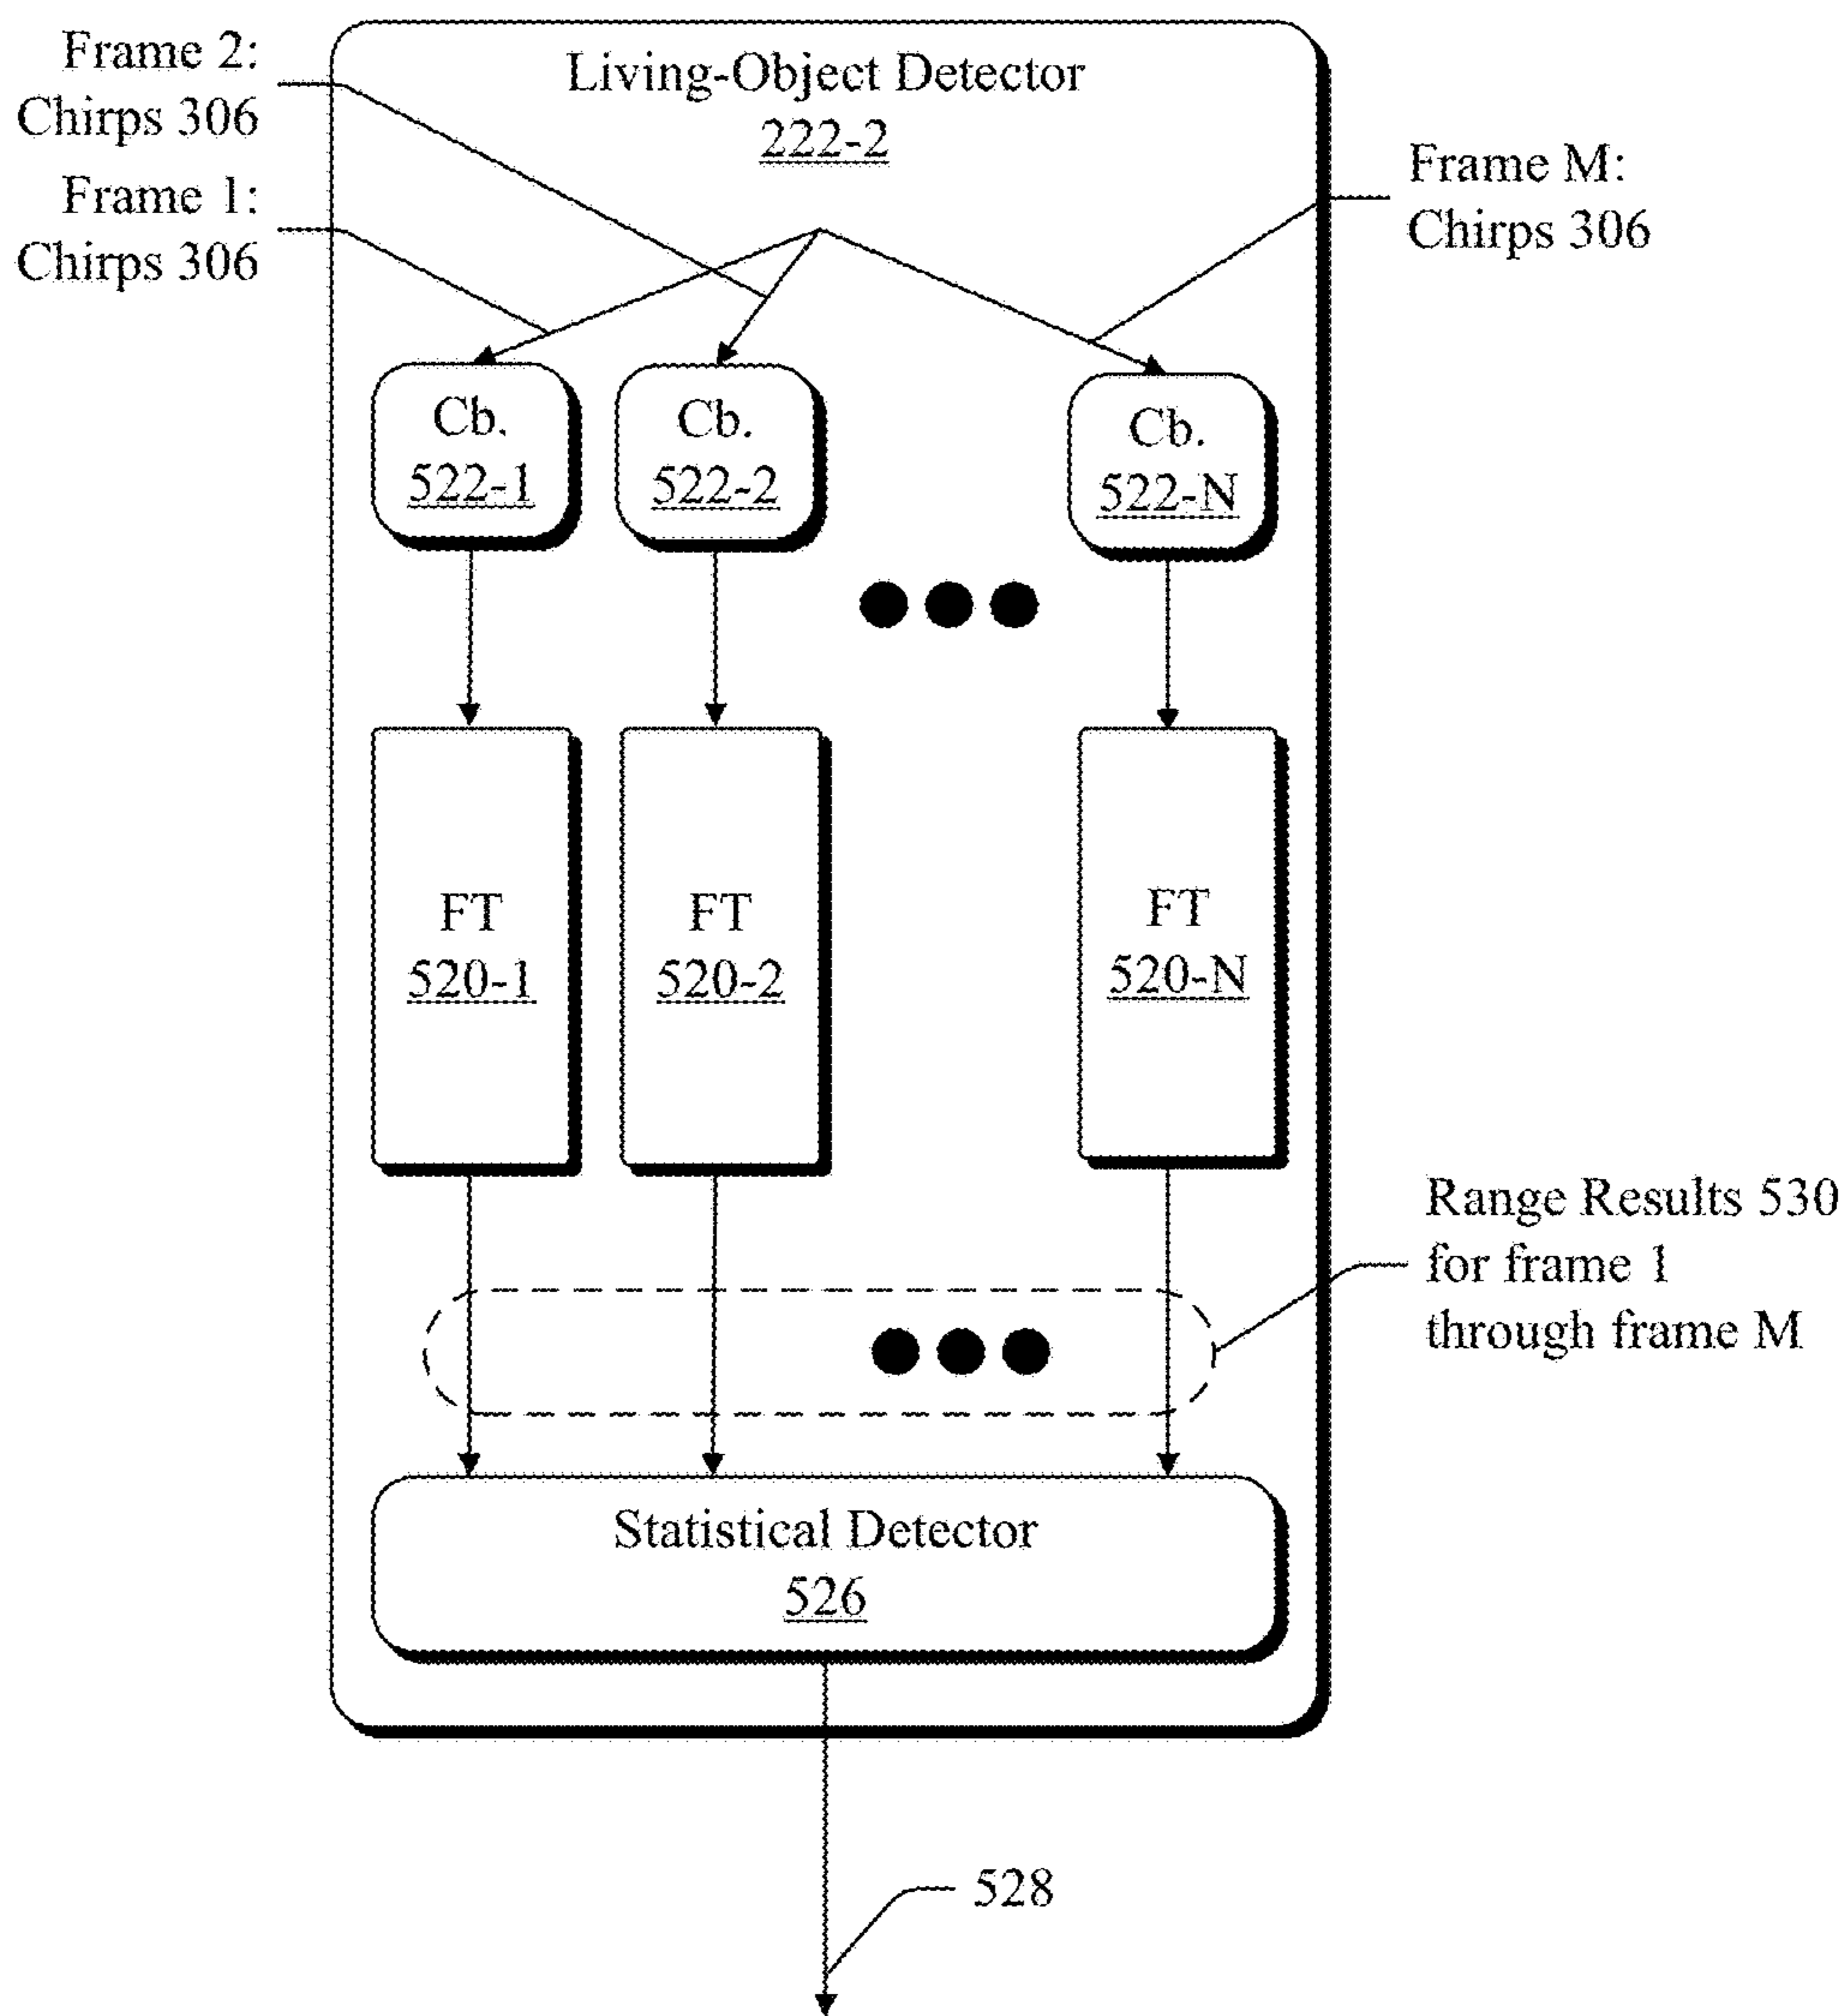 Frame 2:
Chirps 306
Frame 1:
Chirps 306
Living-Object Detector
222-2
Frame M:
Chirps 306
Cb.
522-1
Cb.
522-2
Cb.
522-N
FT
520-1
FT
520-2
FT
520-N
Range Results 530
for frame 1
through frame M
Statistical Detector
526
528